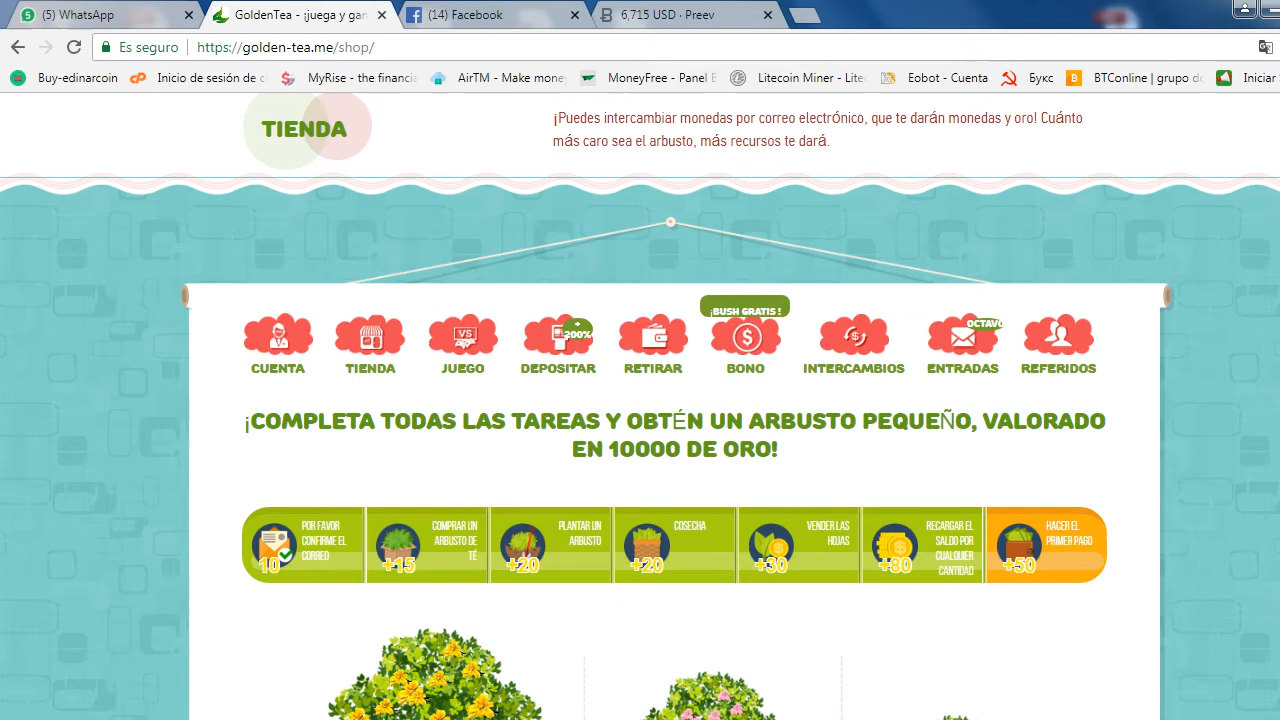 (5) WhatsApp
GoldenTea - ¡juega y gan
(14) Facebook
6,715 USD · Preev
Es seguro
https://golden-tea.me/shop/
Buy-edinarcoin
Inicio de sesión de c
MyRise - the financia
AirTM - Make mone
MoneyFree - Panel B
Litecoin Miner - Lite
Eobot - Cuenta
Букс
BTConline | grupo de
Iniciar
TIENDA
¡Puedes intercambiar monedas por correo electrónico, que te darán monedas y oro! Cuánto
más caro sea el arbusto, más recursos te dará.
¡BUSH GRATIS !
+
200%
OCTAVO
VS
CUENTA
TIENDA
JUEGO
DEPOSITAR
RETIRAR
BONO
INTERCAMBIOS
ENTRADAS
REFERIDOS
¡COMPLETA TODAS LAS TAREAS Y OBTÉN UN ARBUSTO PEQUEÑO, VALORADO
EN 10000 DE ORO!
POR FAVOR
CONFIRME EL
CORREO
10
COMPRAR UN
ARBUSTO DE
TÉ
+15
PLANTAR UN
ARBUSTO
+20
COSECHA
+20
VENDER LAS
HOJAS
+30
RECARGAR EL
SALDO POR
CUALQUIER
CANTIDAD
+80
HACER EL
PRIMER PAGO
+50